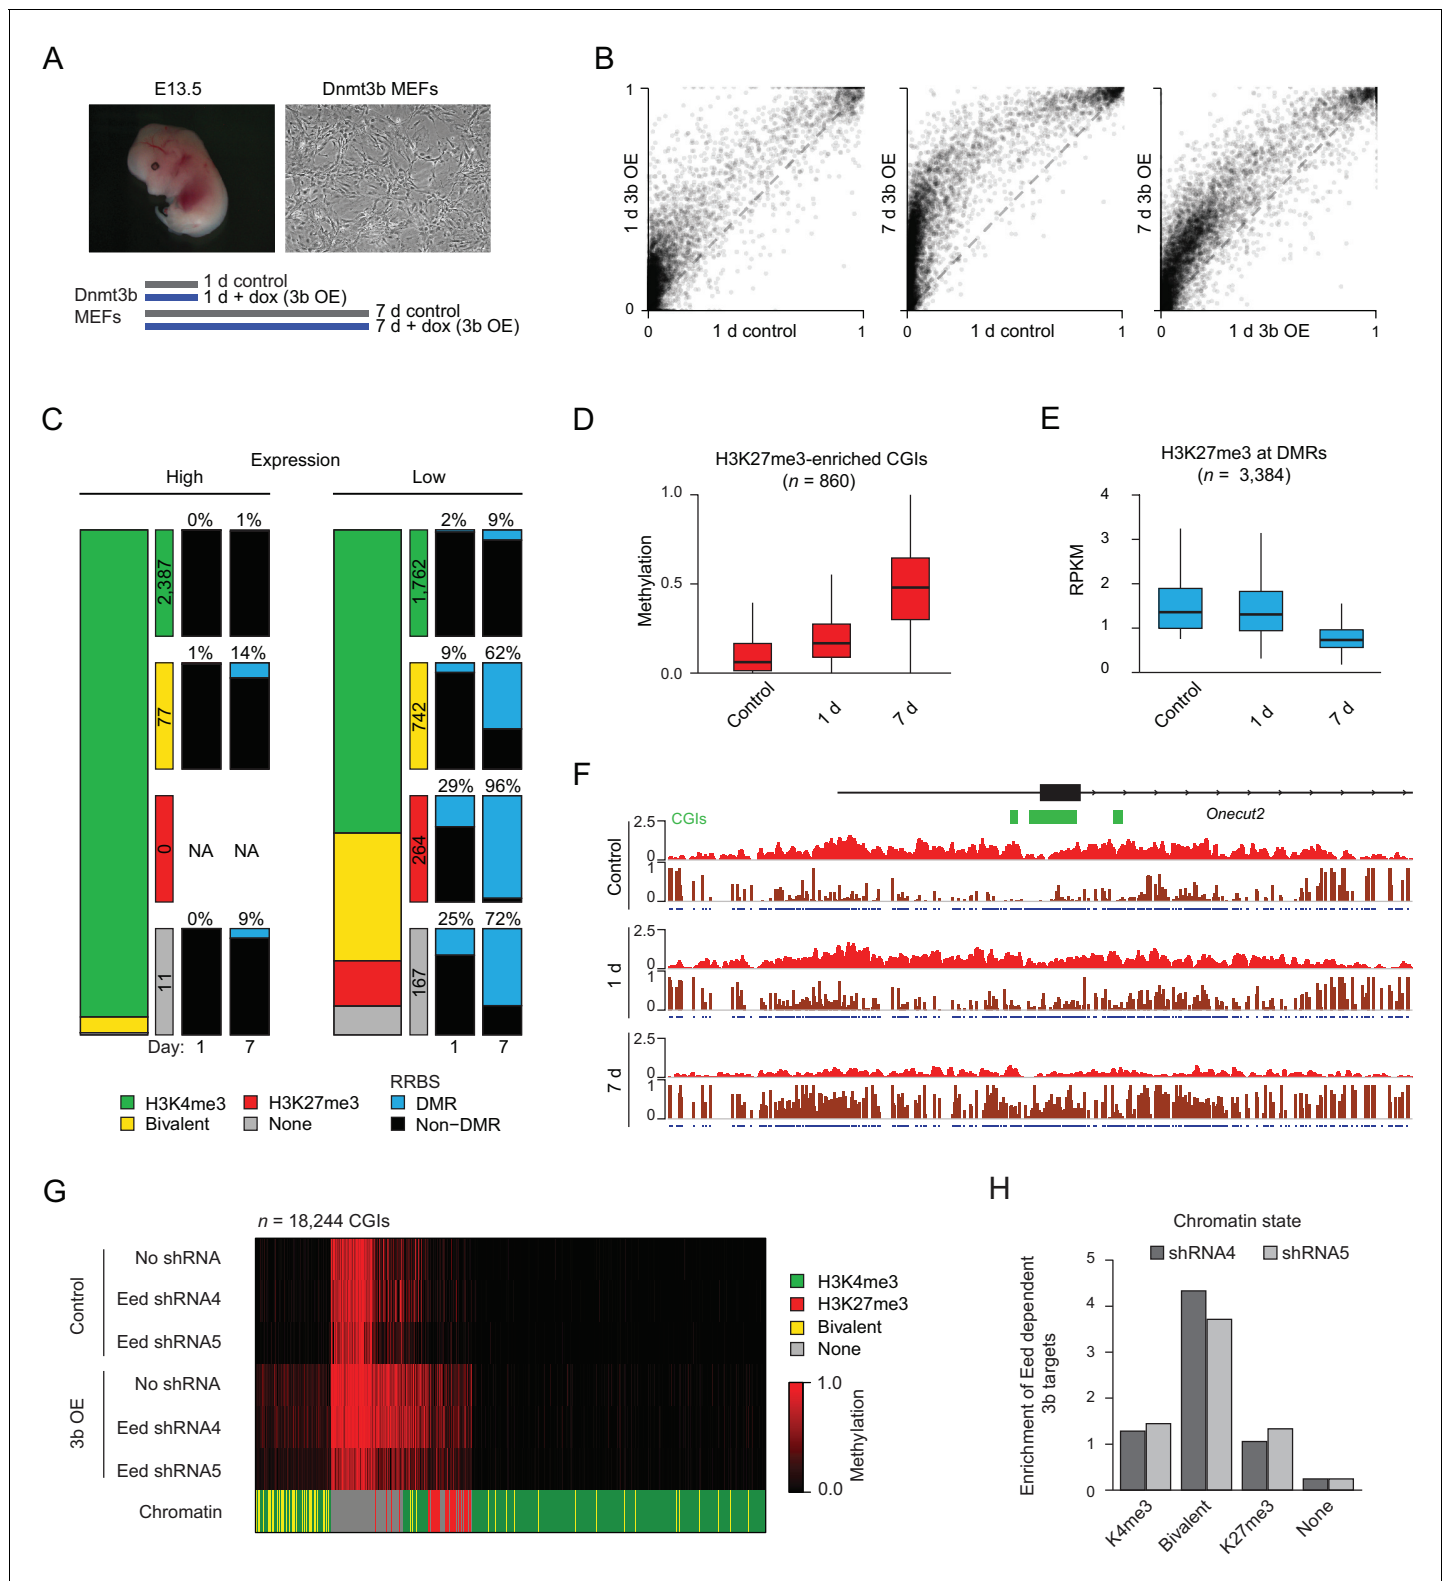 A
E13.5
Dnmt3b MEFs
Dnmt3b
MEFs
1 d control
1 d + dox (3b OE)
7 d control
7 d + dox (3b OE)
B
1
0
1 d 3b OE
0
1 d control
1
7 d 3b OE
0
1 d control
1
7 d 3b OE
0
1 d 3b OE
1
C
Expression
High
Low
0%
1%
2%
9%
2,387
1,762
1%
14%
9%
62%
77
742
29%
96%
0
NA
NA
264
0%
9%
25%
72%
11
167
Day:
1
7
1
7
RRBS
H3K4me3
H3K27me3
DMR
Bivalent
None
Non−DMR
D
H3K27me3-enriched CGIs
(n = 860)
1.0
0.5
0.0
Methylation
Control
1 d
7 d
E
H3K27me3 at DMRs
(n = 3,384)
4
3
2
1
0
RPKM
Control
1 d
7 d
F
CGIs
Onecut2
Control
2.5
0
1
0
1 d
2.5
0
1
0
7 d
2.5
0
1
0
G
n = 18,244 CGIs
Control
No shRNA
Eed shRNA4
Eed shRNA5
3b OE
No shRNA
Eed shRNA4
Eed shRNA5
Chromatin
H3K4me3
H3K27me3
Bivalent
None
1.0
0.0
Methylation
H
Chromatin state
shRNA4
shRNA5
Enrichment of Eed dependent
3b targets
5
4
3
2
1
0
K4me3
Bivalent
K27me3
None